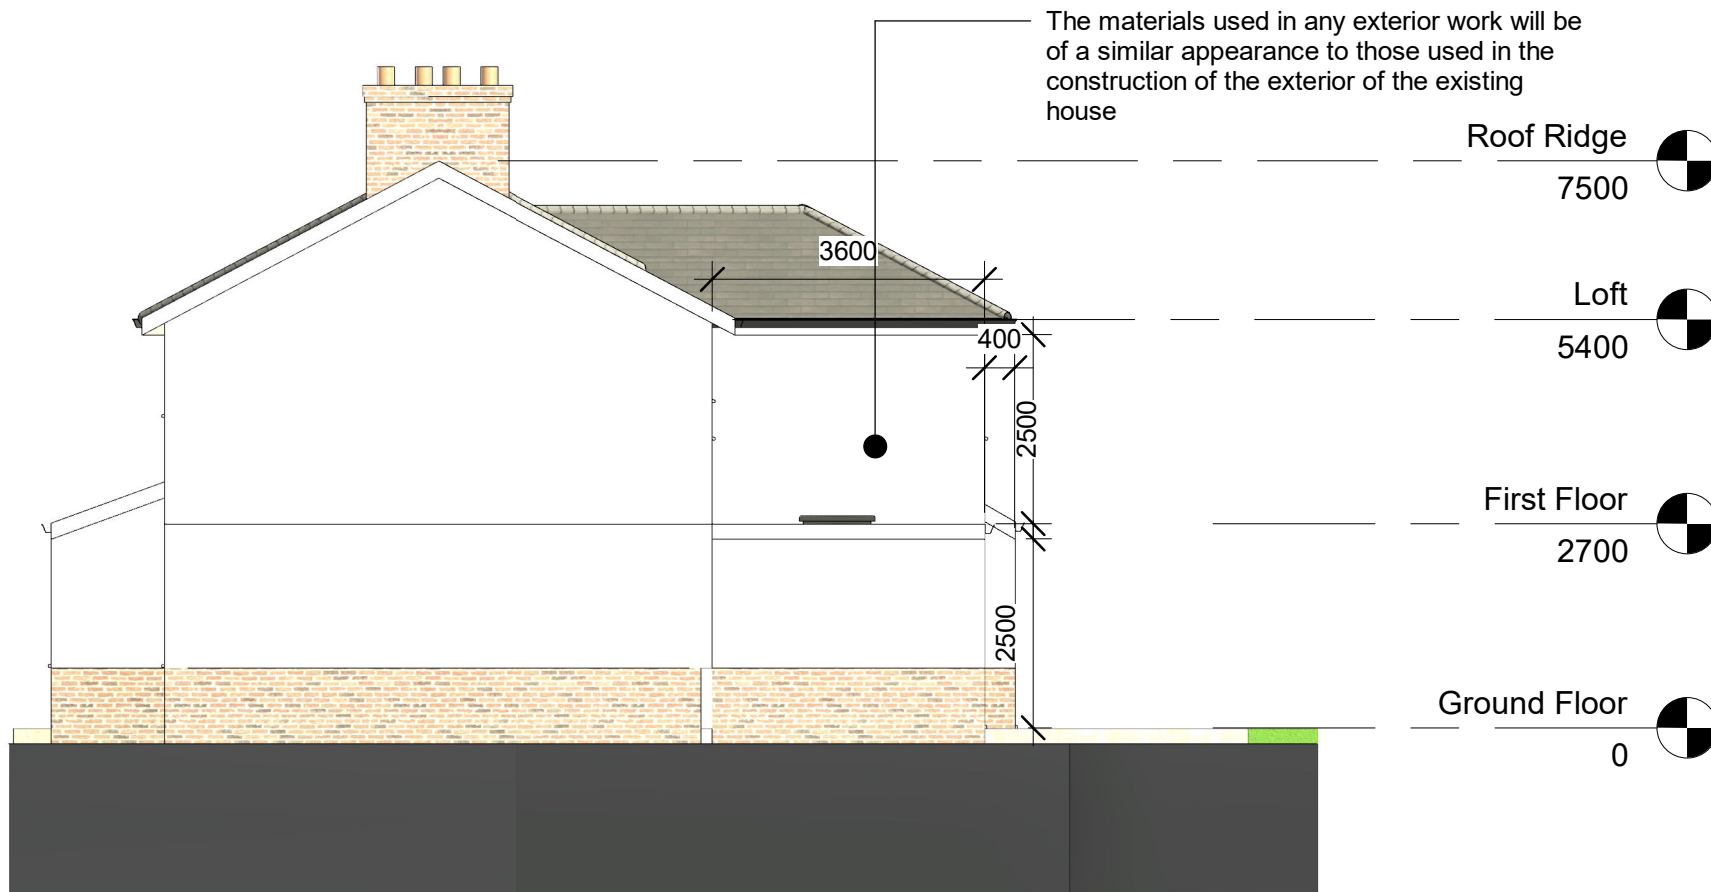 The materials used in any exterior work will be
of a similar appearance to those used in the
construction of the exterior of the existing
house
Roof Ridge
7500
3600
Loft
5400
400
2500
First Floor
2700
2500
Ground Floor
0